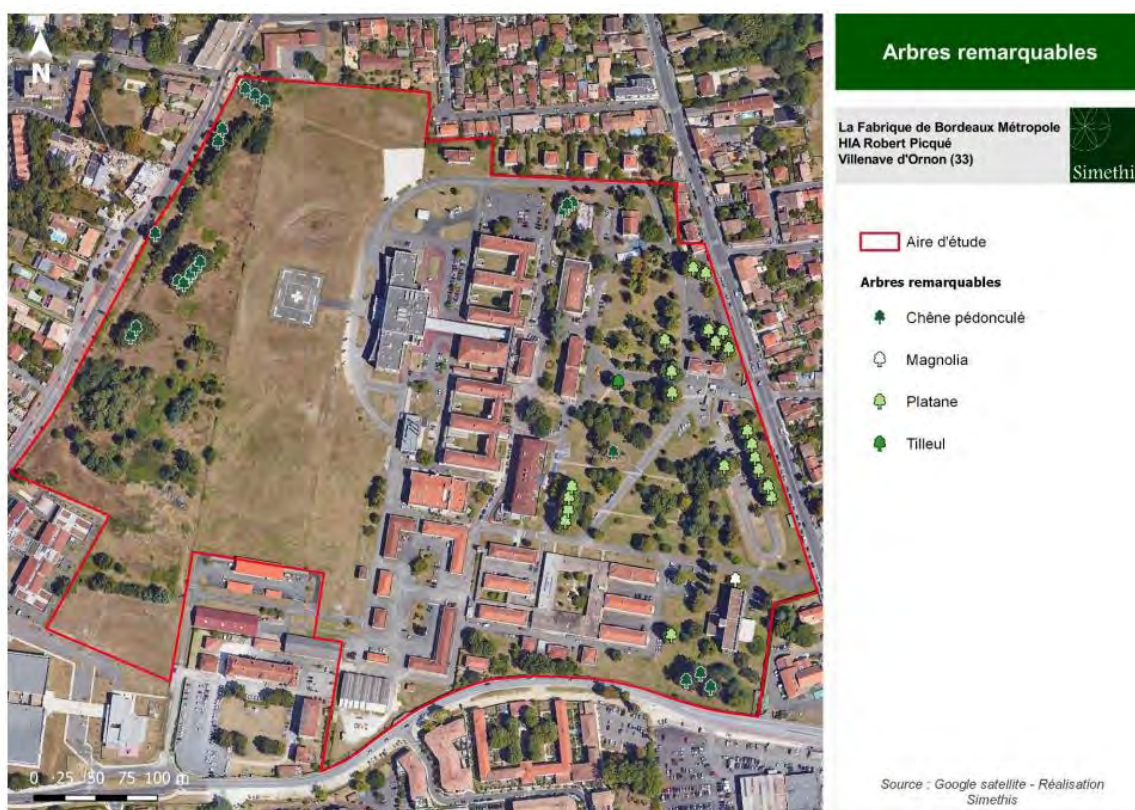 N
Arbres remarquables
La Fabrique de Bordeaux Métropole
HIA Robert Picqué
Villenave d'Ornon (33)
Simethis
Aire d'étude
Arbres remarquables
Chêne pédonculé
Magnolia
Platane
Tilleul
0 25 50 75 100 m
Source : Google satellite - Réalisation
Simethis